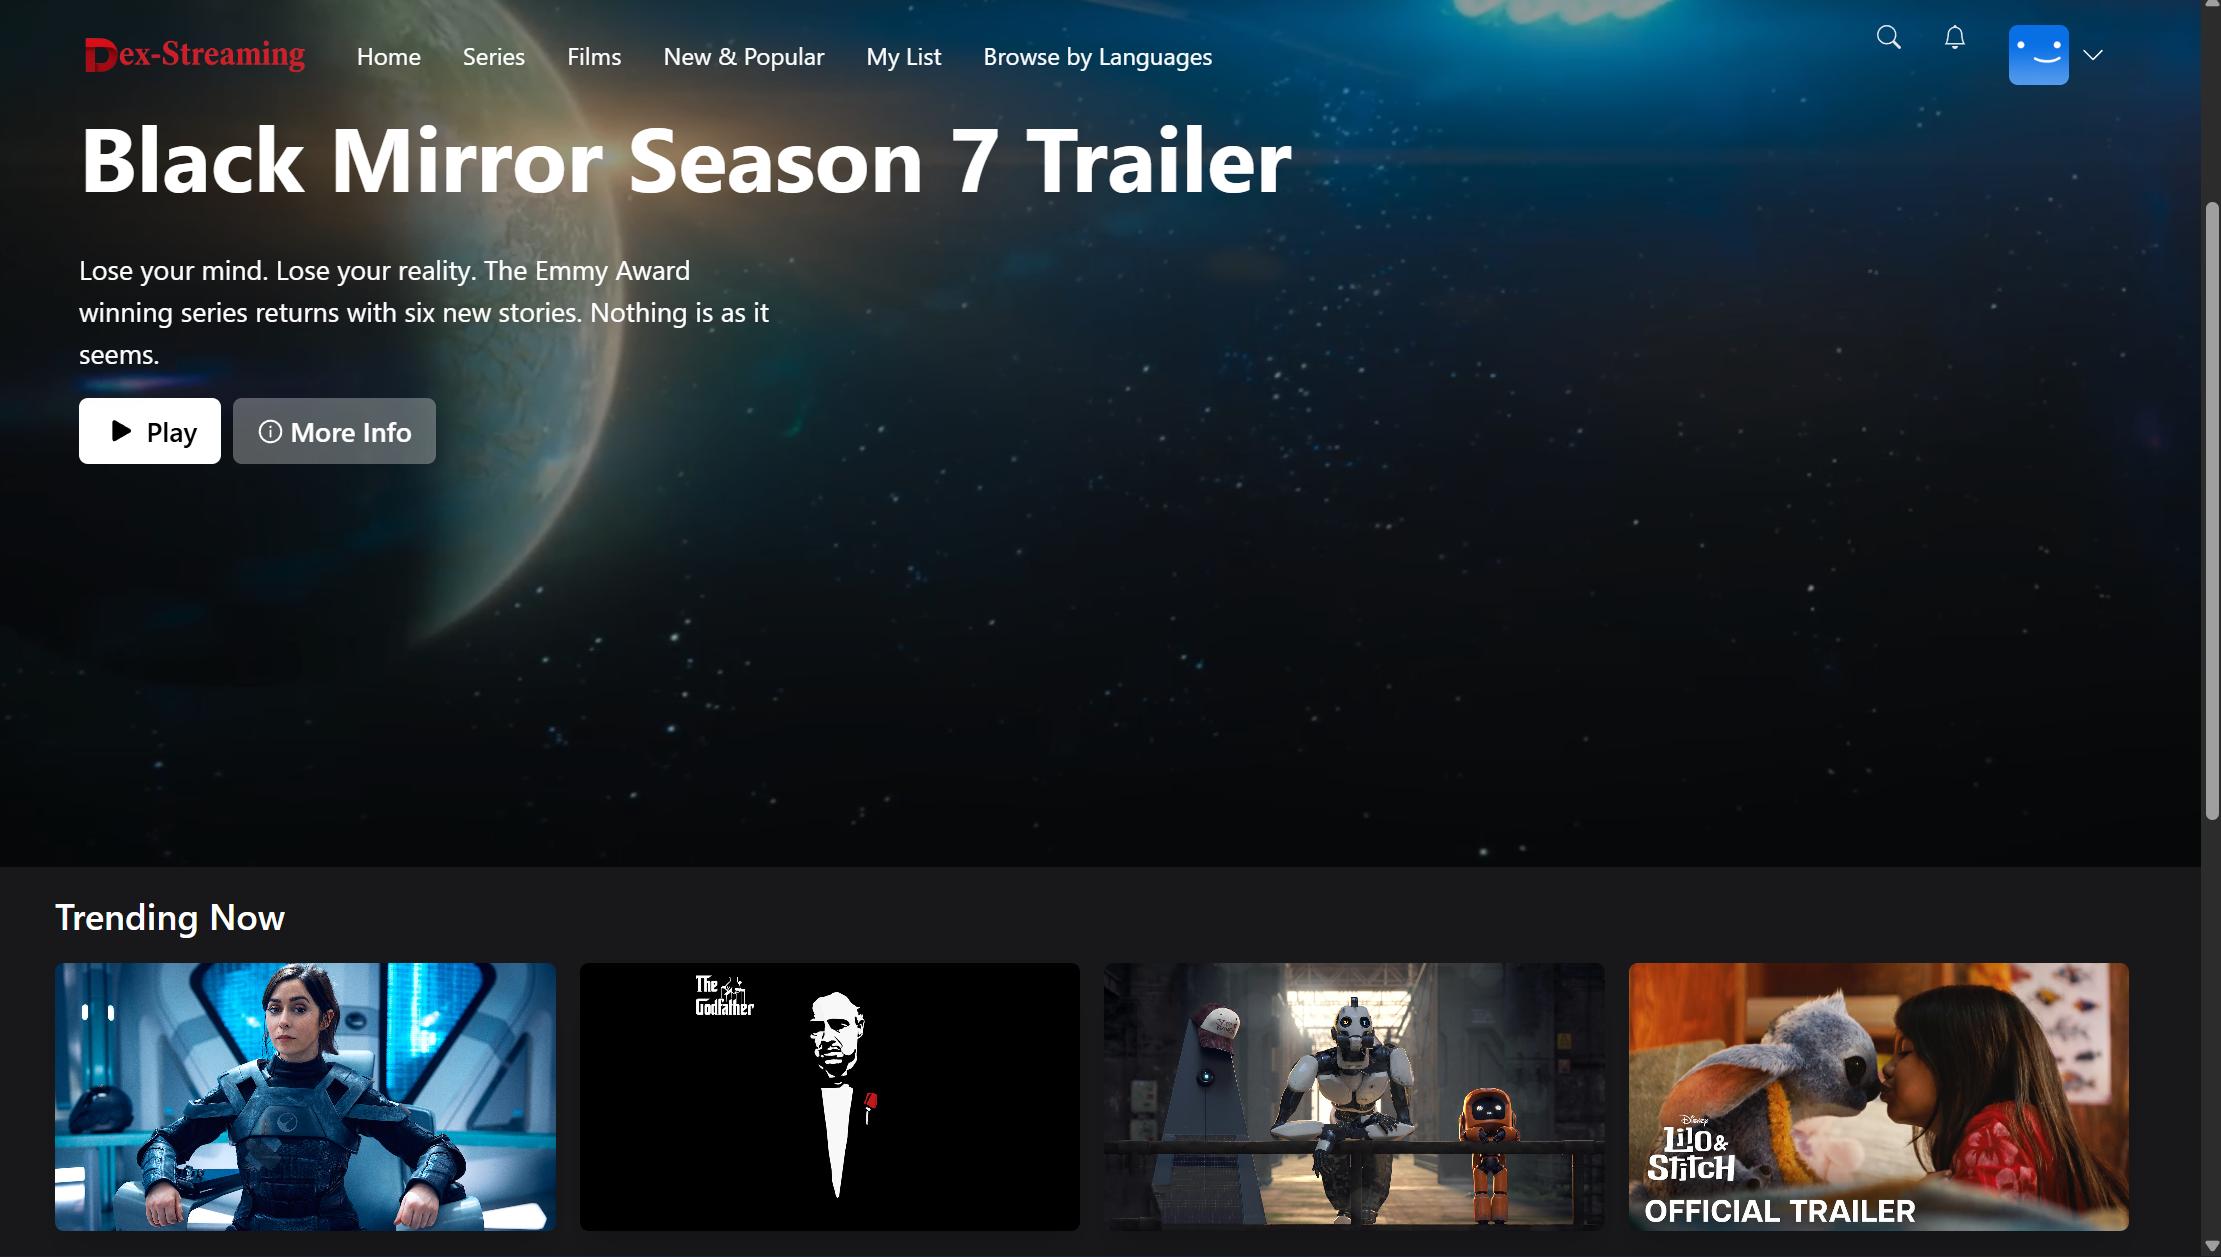 Dex-Streaming
Home
Series
Films
New & Popular
My List
Browse by Languages
Black Mirror Season 7 Trailer
Lose your mind. Lose your reality. The Emmy Award
winning series returns with six new stories. Nothing is as it
seems.
Play
More Info
Trending Now
The
Godfather
Disney
Lilo &
Stitch
OFFICIAL TRAILER